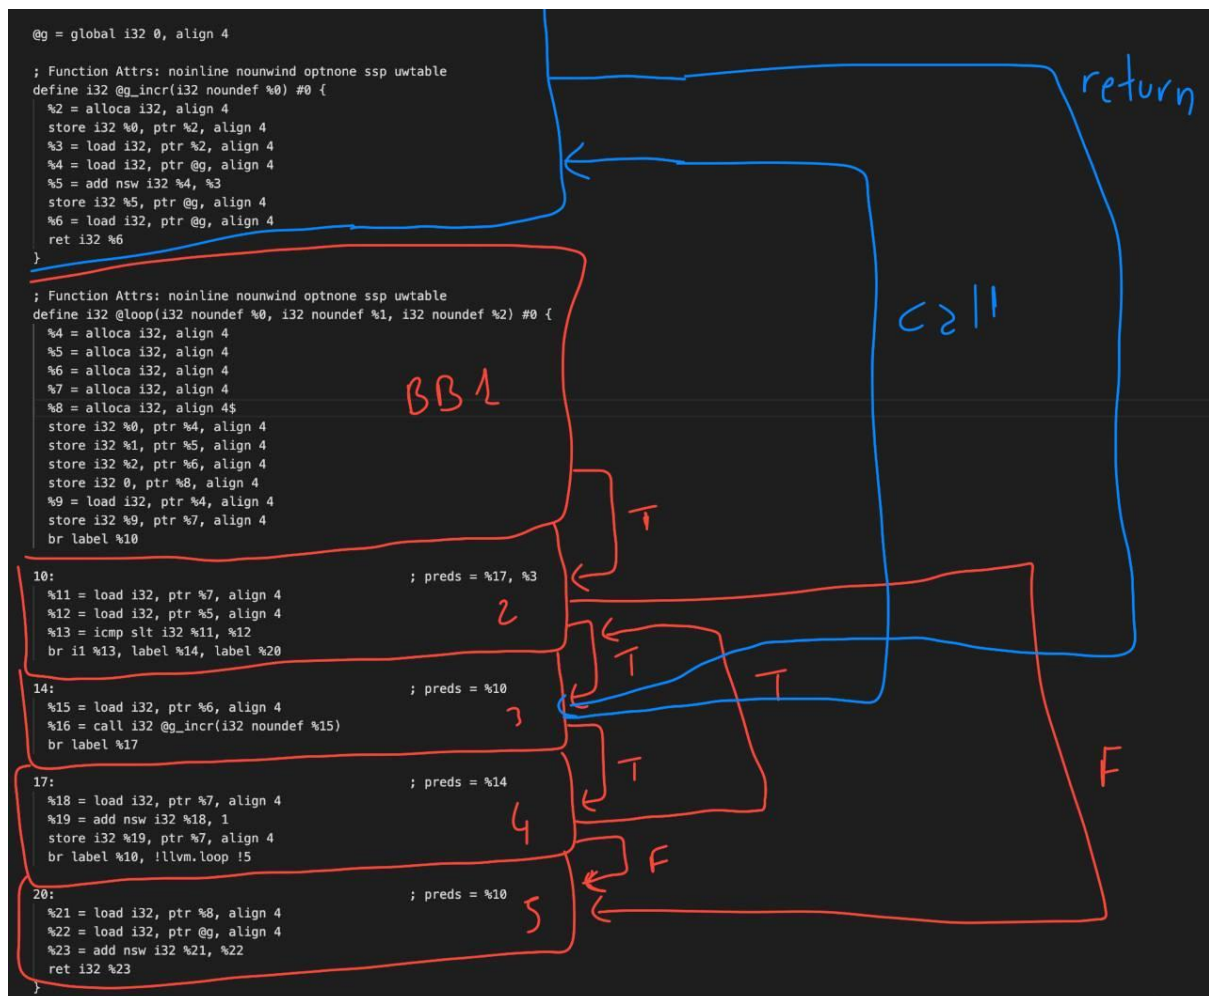 @g = global i32 0, align 4
; Function Attrs: noinline nounwind optnone ssp uwtable
define i32 @g_incr(i32 noundef %0) #0 {
%2 = alloca i32, align 4
store i32 %0, ptr %2, align 4
%3 = load i32, ptr %2, align 4
%4 = load i32, ptr @g, align 4
%5 = add nsw i32 %4, %3
store i32 %5, ptr @g, align 4
%6 = load i32, ptr @g, align 4
ret i32 %6
}
return
call
; Function Attrs: noinline nounwind optnone ssp uwtable
define i32 @loop(i32 noundef %0, i32 noundef %1, i32 noundef %2) #0 {
%4 = alloca i32, align 4
%5 = alloca i32, align 4
%6 = alloca i32, align 4
%7 = alloca i32, align 4
%8 = alloca i32, align 4$
store i32 %0, ptr %4, align 4
store i32 %1, ptr %5, align 4
store i32 %2, ptr %6, align 4
store i32 0, ptr %8, align 4
%9 = load i32, ptr %4, align 4
store i32 %9, ptr %7, align 4
br label %10
BB1
T
10: ; preds = %17, %3
%11 = load i32, ptr %7, align 4
%12 = load i32, ptr %5, align 4
%13 = icmp slt i32 %11, %12
br i1 %13, label %14, label %20
2
T
T
F
14: ; preds = %10
%15 = load i32, ptr %6, align 4
%16 = call i32 @g_incr(i32 noundef %15)
br label %17
3
T
17: ; preds = %14
%18 = load i32, ptr %7, align 4
%19 = add nsw i32 %18, 1
store i32 %19, ptr %7, align 4
br label %10, !llvm.loop !5
4
F
20: ; preds = %10
%21 = load i32, ptr %8, align 4
%22 = load i32, ptr @g, align 4
%23 = add nsw i32 %21, %22
ret i32 %23
}
5